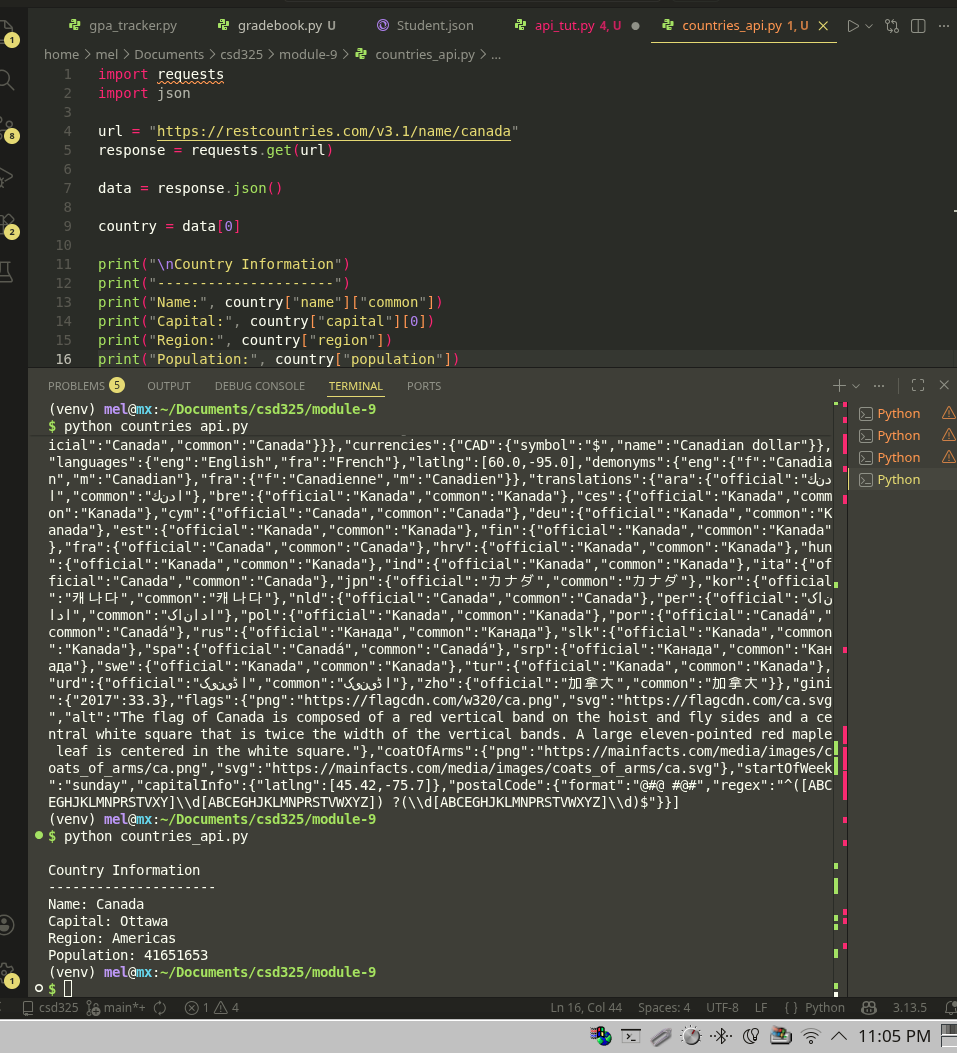 gpa_tracker.py gradebook.py U Student.json api_tut.py 4, U countries_api.py 1, U
home > mel > Documents > csd325 > module-9 > countries_api.py > ...
1 import requests
2 import json
3
4 url = "https://restcountries.com/v3.1/name/canada"
5 response = requests.get(url)
6
7 data = response.json()
8
9 country = data[0]
10
11 print("\nCountry Information")
12 print("---------------------")
13 print("Name:", country["name"]["common"])
14 print("Capital:", country["capital"][0])
15 print("Region:", country["region"])
16 print("Population:", country["population"])
1
8
2
1
PROBLEMS 5 OUTPUT DEBUG CONSOLE TERMINAL PORTS
(venv) mel@mx:~/Documents/csd325/module-9
$ python countries api.py
icial":"Canada","common":"Canada"}}},"currencies":{"CAD":{"symbol":"$","name":"Canadian dollar"}},
"languages":{"eng":"English","fra":"French"},"latlng":[60.0,-95.0],"demonyms":{"eng":{"f":"Canadia
n","m":"Canadian"},"fra":{"f":"Canadienne","m":"Canadien"}},"translations":{"ara":{"official":"كندا
","common":"كندا"},"bre":{"official":"Kanada","common":"Kanada"},"ces":{"official":"Kanada","comm
on":"Kanada"},"cym":{"official":"Canada","common":"Canada"},"deu":{"official":"Kanada","common":"K
anada"},"est":{"official":"Kanada","common":"Kanada"},"fin":{"official":"Kanada","common":"Kanada"
},"fra":{"official":"Canada","common":"Canada"},"hrv":{"official":"Kanada","common":"Kanada"},"hun
":{"official":"Kanada","common":"Kanada"},"ind":{"official":"Kanada","common":"Kanada"},"ita":{"of
ficial":"Canada","common":"Canada"},"jpn":{"official":"カナダ","common":"カナダ"},"kor":{"official
":"캐나다","common":"캐나다"},"nld":{"official":"Canada","common":"Canada"},"per":{"official":"کانا
ادا","common":"کانادا"},"pol":{"official":"Kanada","common":"Kanada"},"por":{"official":"Canadá","
common":"Canadá"},"rus":{"official":"Канада","common":"Канада"},"slk":{"official":"Kanada","common
":"Kanada"},"spa":{"official":"Canadá","common":"Canadá"},"srp":{"official":"Канада","common":"Кан
ада"},"swe":{"official":"Kanada","common":"Kanada"},"tur":{"official":"Kanada","common":"Kanada"},
"urd":{"official":"کینیڈا","common":"کینیڈا"},"zho":{"official":"加拿大","common":"加拿大"}},"gini
":{"2017":33.3},"flags":{"png":"https://flagcdn.com/w320/ca.png","svg":"https://flagcdn.com/ca.svg
","alt":"The flag of Canada is composed of a red vertical band on the hoist and fly sides and a ce
ntral white square that is twice the width of the vertical bands. A large eleven-pointed red maple
leaf is centered in the white square."},"coatOfArms":{"png":"https://mainfacts.com/media/images/c
oats_of_arms/ca.png","svg":"https://mainfacts.com/media/images/coats_of_arms/ca.svg"},"startOfWeek
":"sunday","capitalInfo":{"latlng":[45.42,-75.7]},"postalCode":{"format":"@#@ #@#","regex":"^([ABC
EGHJKLMNPRSTVXY]\\d[ABCEGHJKLMNPRSTVWXYZ]) ?(\\d[ABCEGHJKLMNPRSTVWXYZ]\\d)$"}}]
(venv) mel@mx:~/Documents/csd325/module-9
$ python countries_api.py
Country Information
---------------------
Name: Canada
Capital: Ottawa
Region: Americas
Population: 41651653
(venv) mel@mx:~/Documents/csd325/module-9
$
Python
Python
Python
Python
csd325 main*+ 1 4 Ln 16, Col 44 Spaces: 4 UTF-8 LF { } Python 3.13.5
11:05 PM